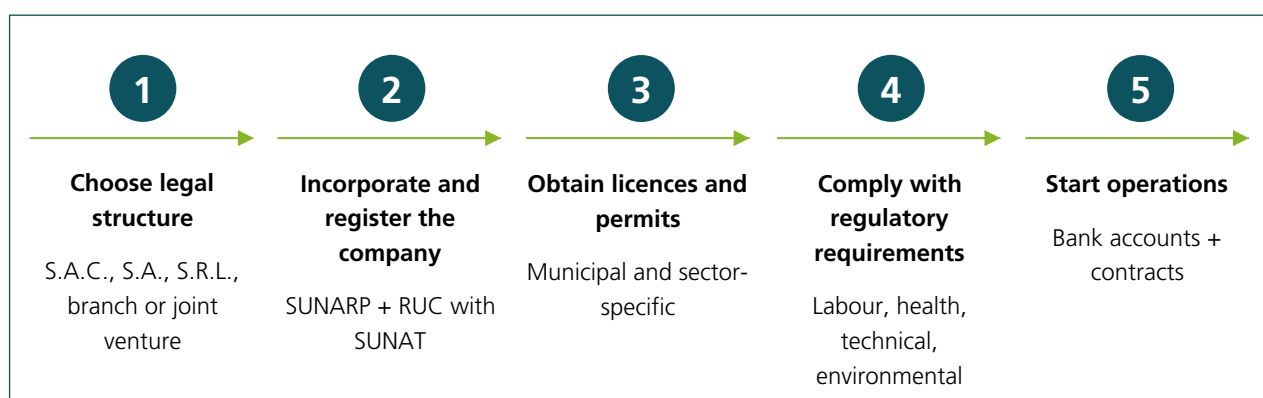 1
Choose legal
structure
S.A.C., S.A., S.R.L.,
branch or joint
venture
2
Incorporate and
register the
company
SUNARP + RUC with
SUNAT
3
Obtain licences and
permits
Municipal and sector-
specific
4
Comply with
regulatory
requirements
Labour, health,
technical,
environmental
5
Start operations
Bank accounts +
contracts